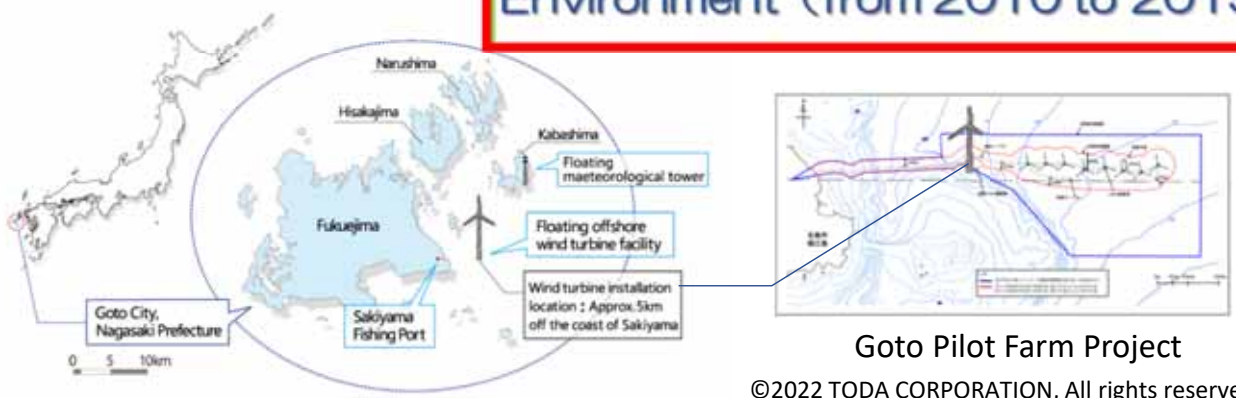 Environment (from 2010 to 201
Narushima
Hisakajima
Kabashima
Floating
maeteorological tower
Fukuejima
Floating offshore
wind turbine facility
Wind turbine installation
location : Approx.5km
off the coast of Sakiyama
Goto City,
Nagasaki Prefecture
Sakiyama
Fishing Port
0 5 10km
Goto Pilot Farm Project
©2022 TODA CORPORATION. All rights reserve